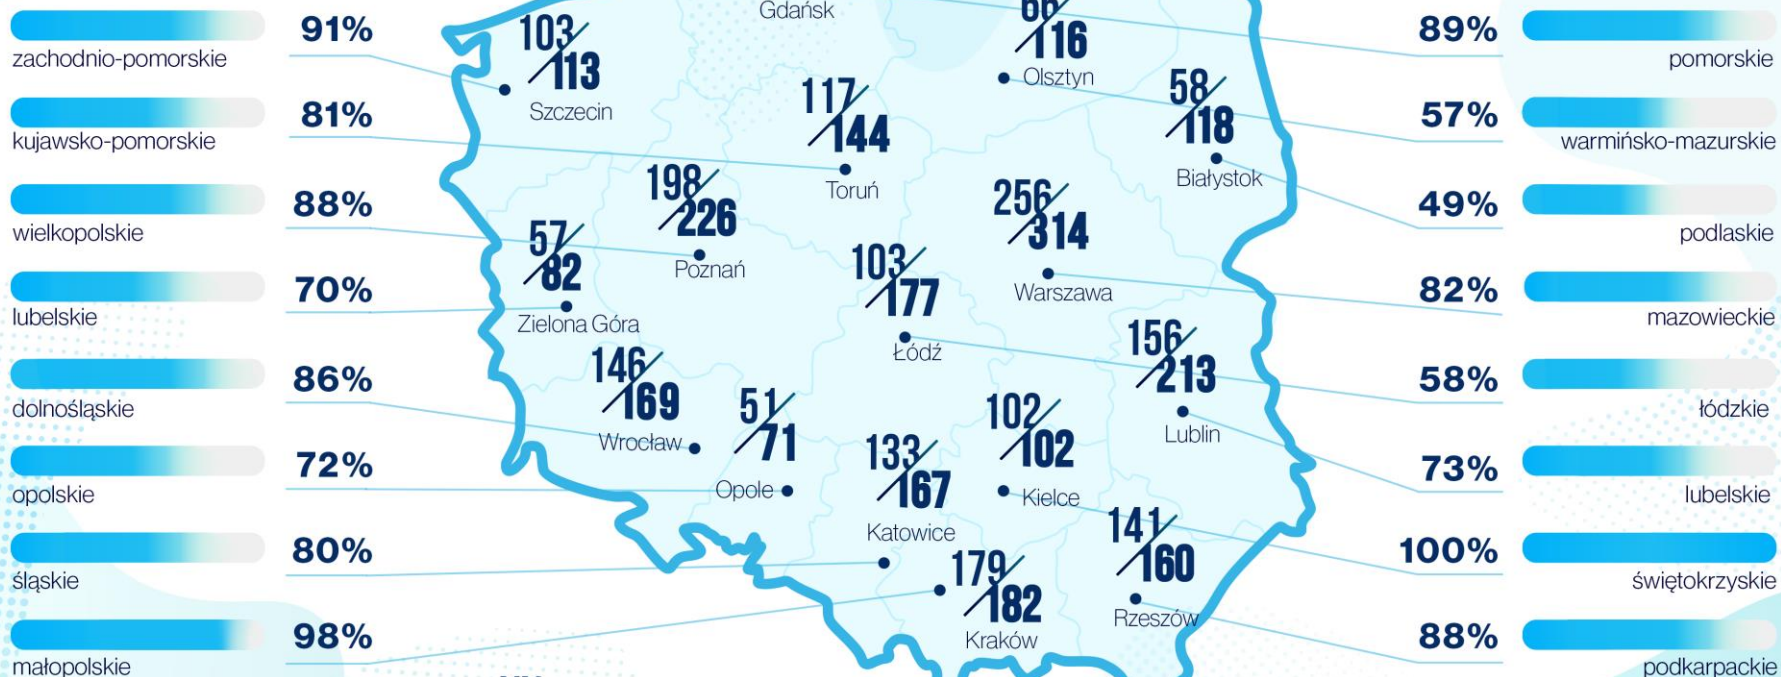 91%
zachodnio-pomorskie
81%
kujawsko-pomorskie
88%
wielkopolskie
70%
lubelskie
86%
dolnośląskie
72%
opolskie
80%
śląskie
98%
małopolskie
Gdańsk
103/113
Szczecin
66/116
Olsztyn
117/144
Toruń
58/118
Białystok
198/226
Poznań
256/314
Warszawa
57/82
Zielona Góra
103/177
Łódź
146/169
Wrocław
156/213
Lublin
51/71
Opole
133/167
Katowice
102/102
Kielce
179/182
Kraków
141/160
Rzeszów
89%
pomorskie
57%
warmińsko-mazurskie
49%
podlaskie
82%
mazowieckie
58%
łódzkie
73%
lubelskie
100%
świętokrzyskie
88%
podkarpackie